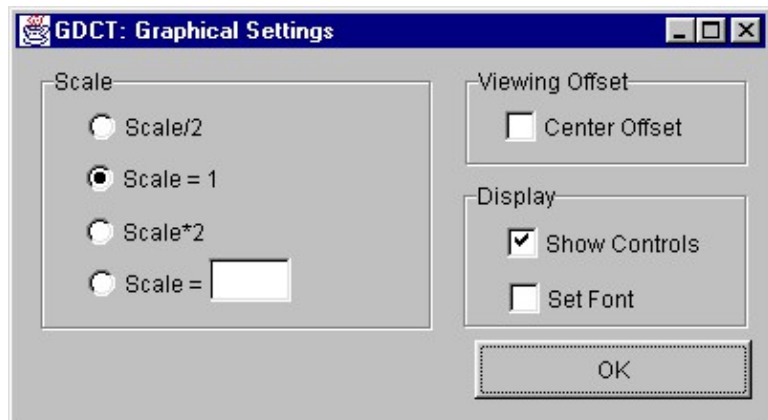 GDCT: Graphical Settings
Scale
Scale/2
Scale = 1
Scale*2
Scale =
Viewing Offset
Center Offset
Display
Show Controls
Set Font
OK